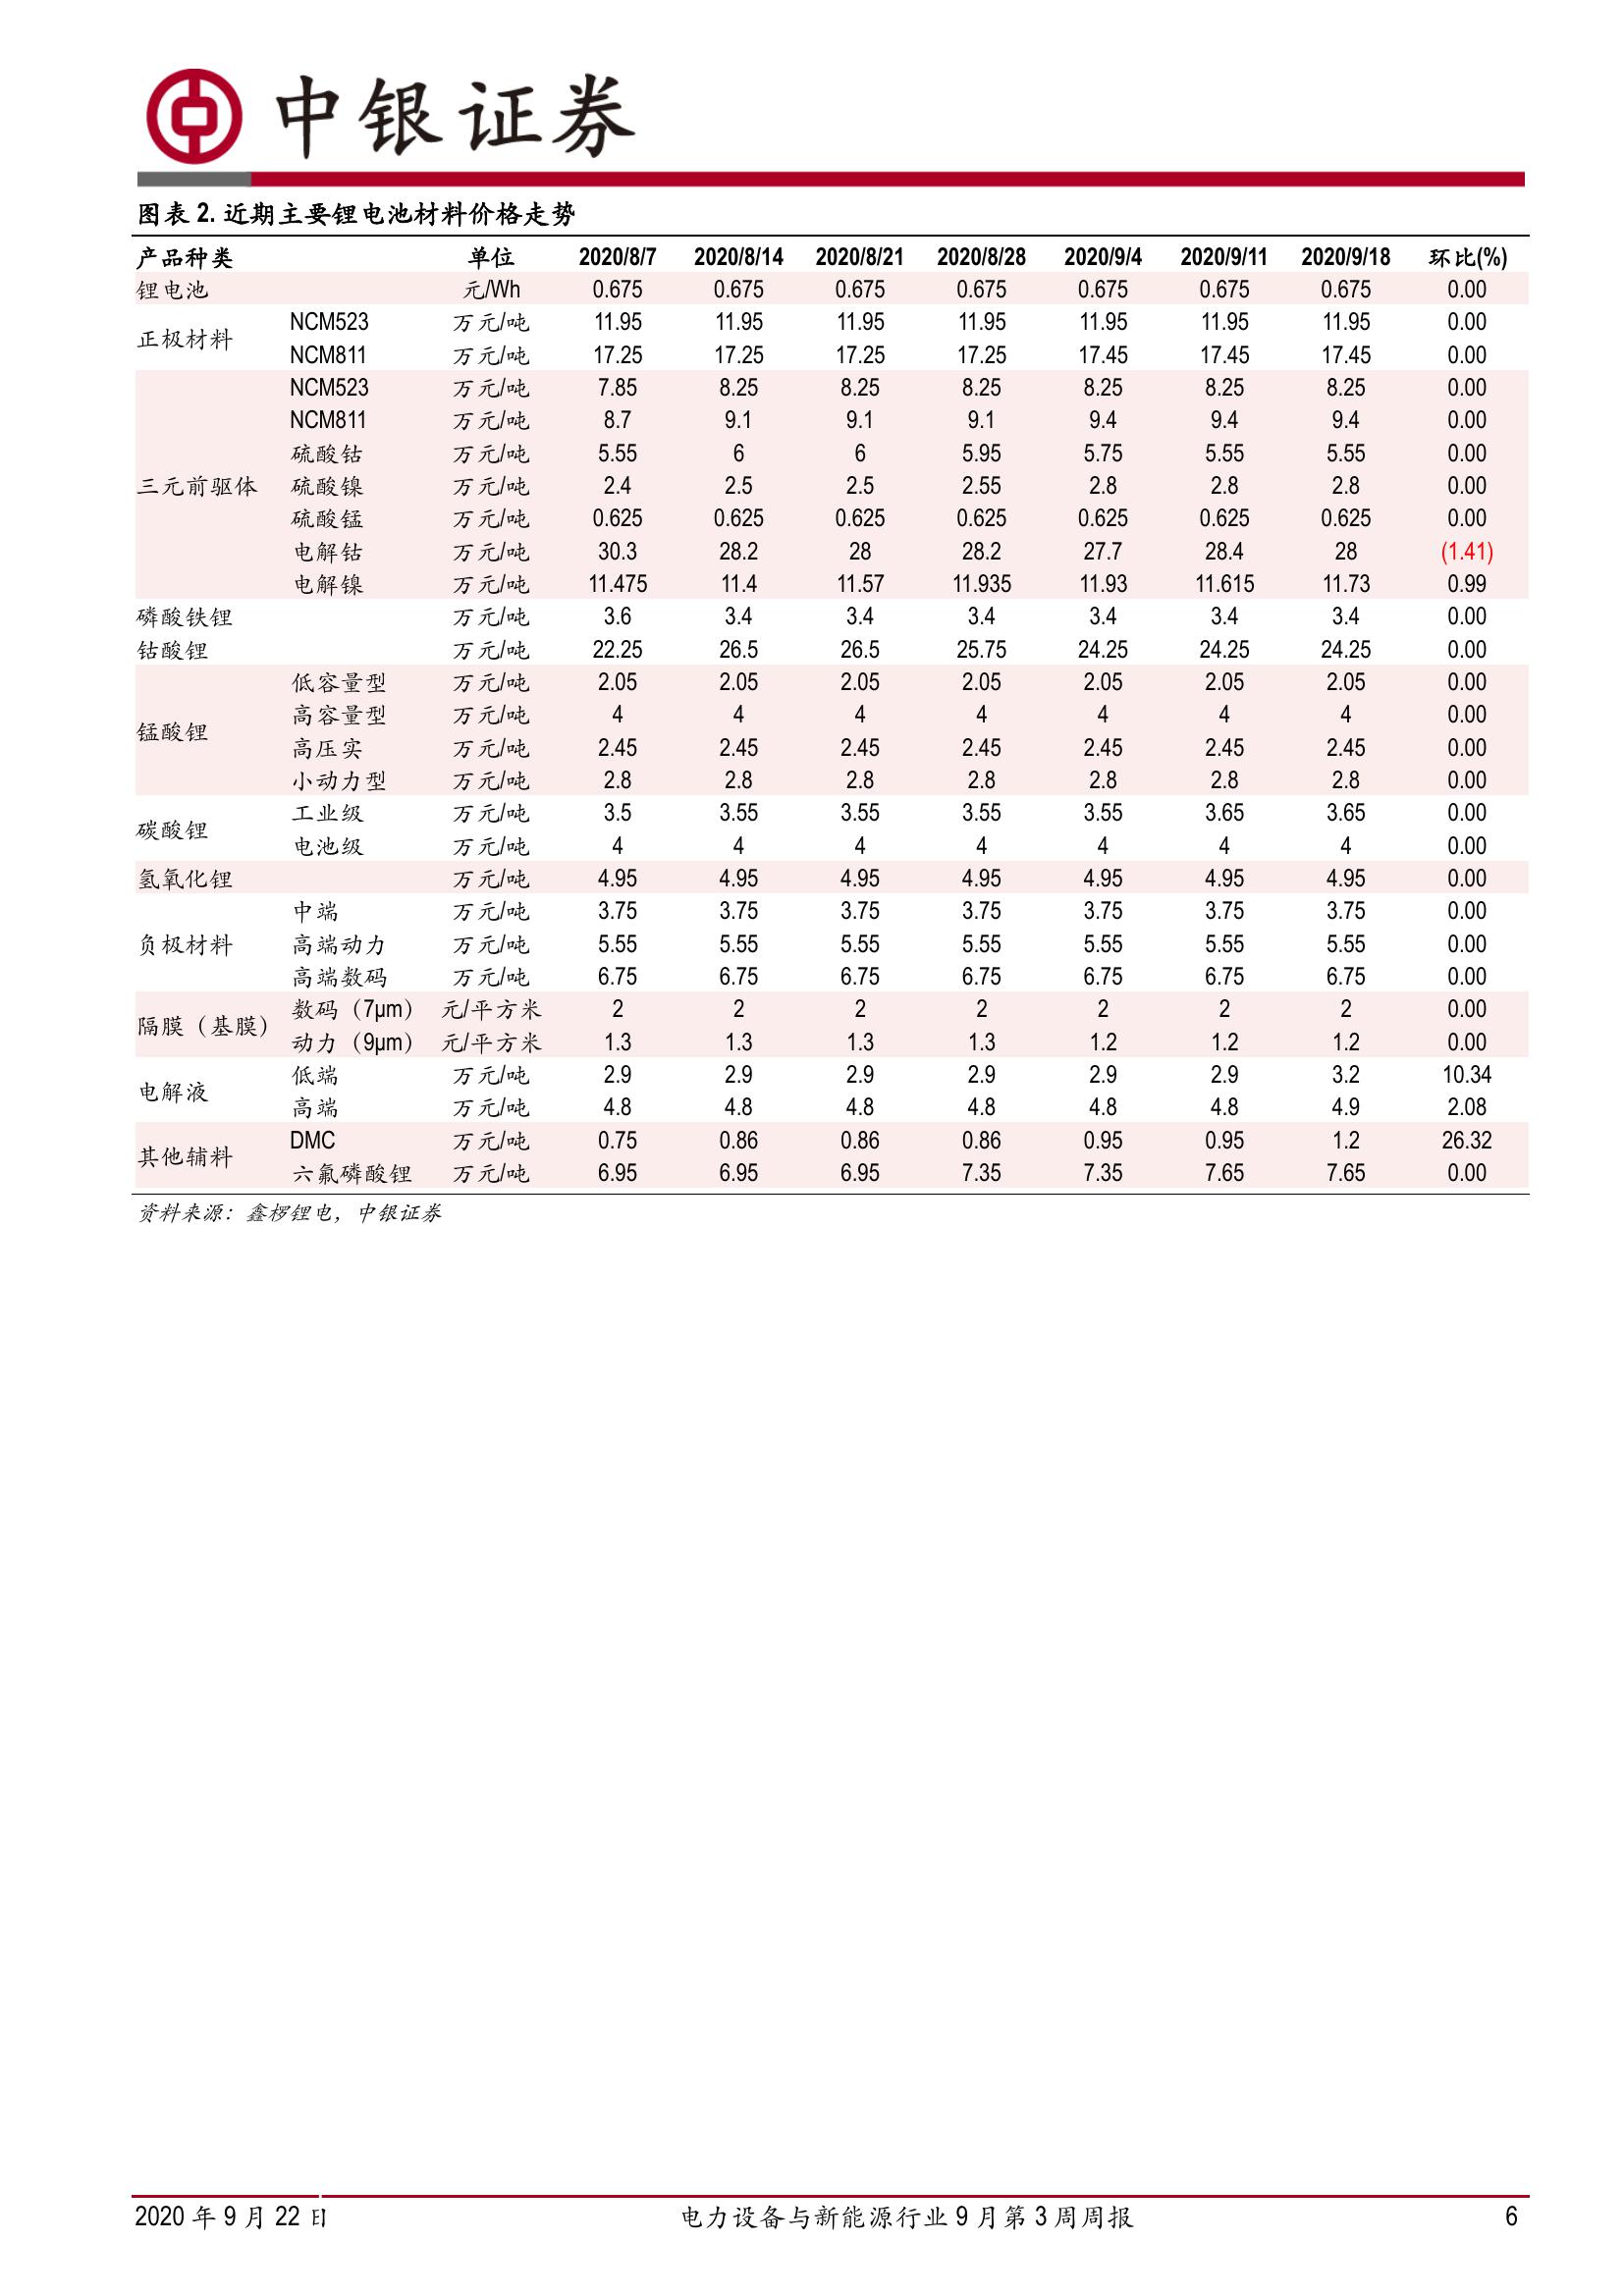 中银证券
图表 2. 近期主要锂电池材料价格走势
产品种类 单位 2020/8/7 2020/8/14 2020/8/21 2020/8/28 2020/9/4 2020/9/11 2020/9/18 环比(%)
锂电池 元/Wh 0.675 0.675 0.675 0.675 0.675 0.675 0.675 0.00
正极材料 NCM523 万元/吨 11.95 11.95 11.95 11.95 11.95 11.95 11.95 0.00
NCM811 万元/吨 17.25 17.25 17.25 17.25 17.45 17.45 17.45 0.00
三元前驱体 NCM523 万元/吨 7.85 8.25 8.25 8.25 8.25 8.25 8.25 0.00
NCM811 万元/吨 8.7 9.1 9.1 9.1 9.4 9.4 9.4 0.00
硫酸钴 万元/吨 5.55 6 6 5.95 5.75 5.55 5.55 0.00
硫酸镍 万元/吨 2.4 2.5 2.5 2.55 2.8 2.8 2.8 0.00
硫酸锰 万元/吨 0.625 0.625 0.625 0.625 0.625 0.625 0.625 0.00
电解钴 万元/吨 30.3 28.2 28 28.2 27.7 28.4 28 (1.41)
电解镍 万元/吨 11.475 11.4 11.57 11.935 11.93 11.615 11.73 0.99
磷酸铁锂 万元/吨 3.6 3.4 3.4 3.4 3.4 3.4 3.4 0.00
钴酸锂 万元/吨 22.25 26.5 26.5 25.75 24.25 24.25 24.25 0.00
锰酸锂 低容量型 万元/吨 2.05 2.05 2.05 2.05 2.05 2.05 2.05 0.00
高容量型 万元/吨 4 4 4 4 4 4 4 0.00
高压实 万元/吨 2.45 2.45 2.45 2.45 2.45 2.45 2.45 0.00
小动力型 万元/吨 2.8 2.8 2.8 2.8 2.8 2.8 2.8 0.00
碳酸锂 工业级 万元/吨 3.5 3.55 3.55 3.55 3.55 3.65 3.65 0.00
电池级 万元/吨 4 4 4 4 4 4 4 0.00
氢氧化锂 万元/吨 4.95 4.95 4.95 4.95 4.95 4.95 4.95 0.00
负极材料 中端 万元/吨 3.75 3.75 3.75 3.75 3.75 3.75 3.75 0.00
高端动力 万元/吨 5.55 5.55 5.55 5.55 5.55 5.55 5.55 0.00
高端数码 万元/吨 6.75 6.75 6.75 6.75 6.75 6.75 6.75 0.00
隔膜（基膜） 数码（7μm） 元/平方米 2 2 2 2 2 2 2 0.00
动力（9μm） 元/平方米 1.3 1.3 1.3 1.3 1.2 1.2 1.2 0.00
电解液 低端 万元/吨 2.9 2.9 2.9 2.9 2.9 2.9 3.2 10.34
高端 万元/吨 4.8 4.8 4.8 4.8 4.8 4.8 4.9 2.08
其他辅料 DMC 万元/吨 0.75 0.86 0.86 0.86 0.95 0.95 1.2 26.32
六氟磷酸锂 万元/吨 6.95 6.95 6.95 7.35 7.35 7.65 7.65 0.00
资料来源：鑫椤锂电，中银证券
2020 年 9 月 22 日 电力设备与新能源行业 9 月第 3 周周报 6